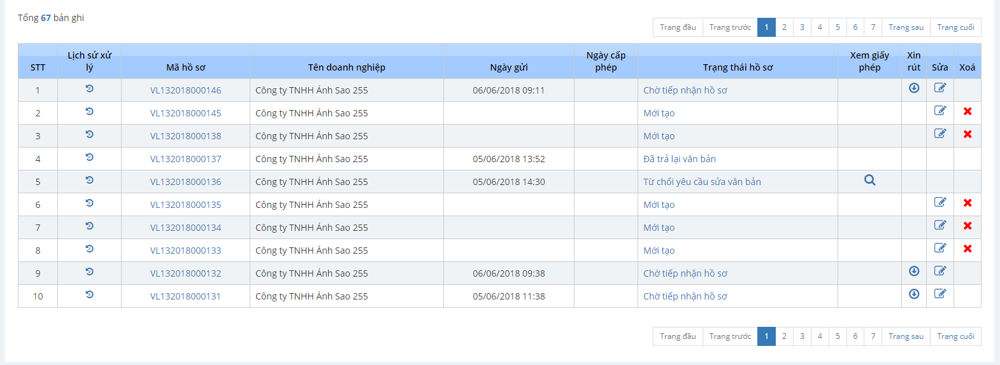 Tổng 67 bản ghi
Trang đầu Trang trước 1 2 3 4 5 6 7 Trang sau Trang cuối
STT Lịch sử xử lý Mã hồ sơ Tên doanh nghiệp Ngày gửi Ngày cấp phép Trạng thái hồ sơ Xem giấy phép Xin rút Sửa Xoá
1 VL132018000146 Công ty TNHH Ánh Sao 255 06/06/2018 09:11 Chờ tiếp nhận hồ sơ
2 VL132018000145 Công ty TNHH Ánh Sao 255 Mới tạo
3 VL132018000138 Công ty TNHH Ánh Sao 255 Mới tạo
4 VL132018000137 Công ty TNHH Ánh Sao 255 05/06/2018 13:52 Đã trả lại văn bản
5 VL132018000136 Công ty TNHH Ánh Sao 255 05/06/2018 14:30 Từ chối yêu cầu sửa văn bản
6 VL132018000135 Công ty TNHH Ánh Sao 255 Mới tạo
7 VL132018000134 Công ty TNHH Ánh Sao 255 Mới tạo
8 VL132018000133 Công ty TNHH Ánh Sao 255 Mới tạo
9 VL132018000132 Công ty TNHH Ánh Sao 255 06/06/2018 09:38 Chờ tiếp nhận hồ sơ
10 VL132018000131 Công ty TNHH Ánh Sao 255 05/06/2018 11:38 Chờ tiếp nhận hồ sơ
Trang đầu Trang trước 1 2 3 4 5 6 7 Trang sau Trang cuối